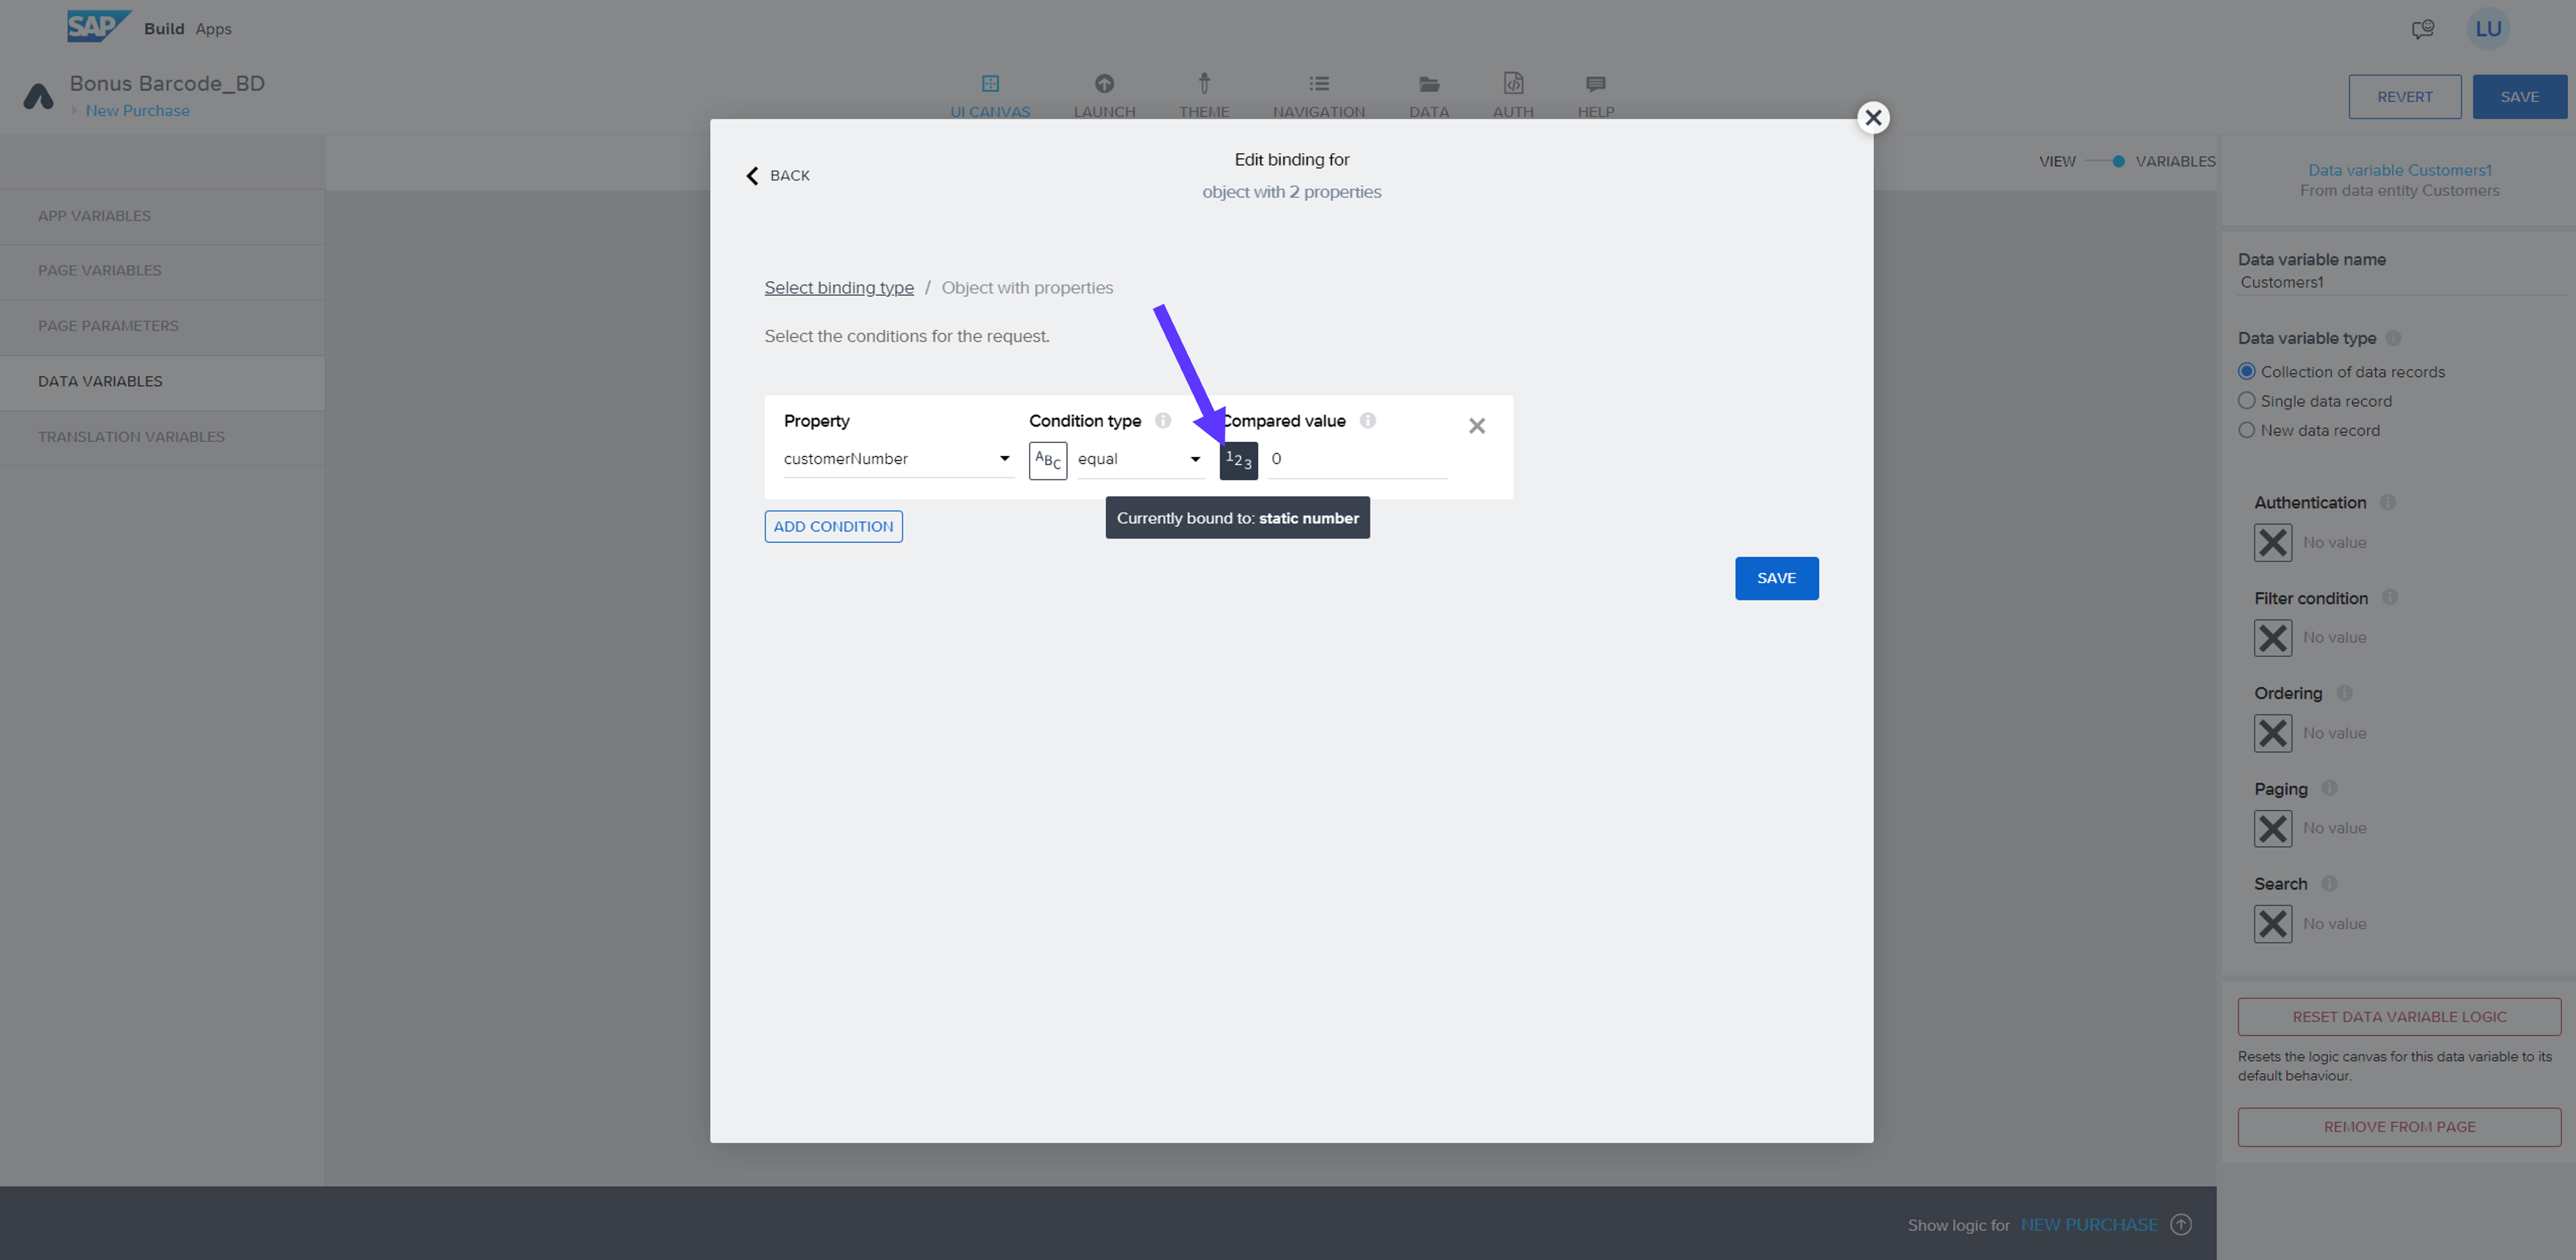 SAP Build Apps
LU
Bonus Barcode_BD
New Purchase
UI CANVAS
LAUNCH
THEME
NAVIGATION
DATA
AUTH
HELP
REVERT
SAVE
APP VARIABLES
PAGE VARIABLES
PAGE PARAMETERS
DATA VARIABLES
TRANSLATION VARIABLES
VIEW
VARIABLES
BACK
Edit binding for
object with 2 properties
Select binding type / Object with properties
Select the conditions for the request.
Property
Condition type
Compared value
customerNumber
ABC
equal
123
0
Currently bound to: static number
ADD CONDITION
SAVE
Data variable Customers1
From data entity Customers
Data variable name
Customers1
Data variable type
Collection of data records
Single data record
New data record
Authentication
No value
Filter condition
No value
Ordering
No value
Paging
No value
Search
No value
RESET DATA VARIABLE LOGIC
Resets the logic canvas for this data variable to its
default behaviour.
REMOVE FROM PAGE
Show logic for NEW PURCHASE